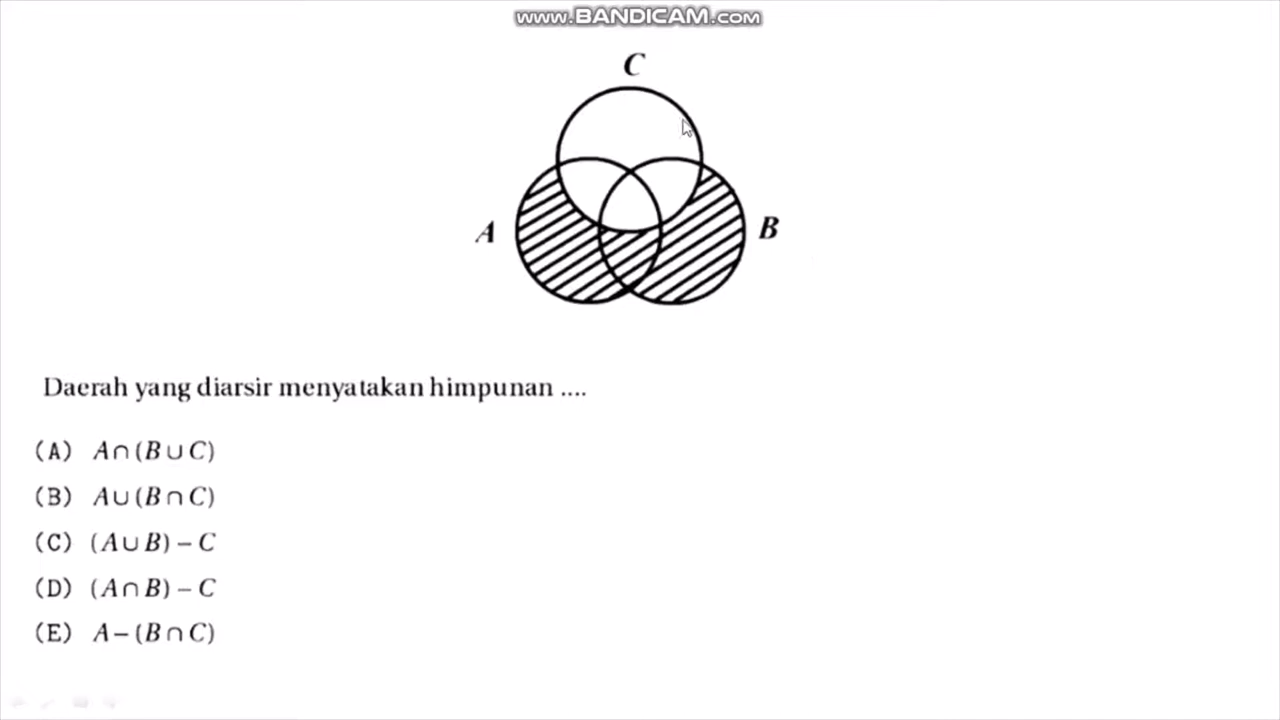 www.BANDICAM.com
C
A
B
Daerah yang diarsir menyatakan himpunan ....
(A) A∩(B∪C)
(B) A∪(B∩C)
(C) (A∪B)−C
(D) (A∩B)−C
(E) A−(B∩C)